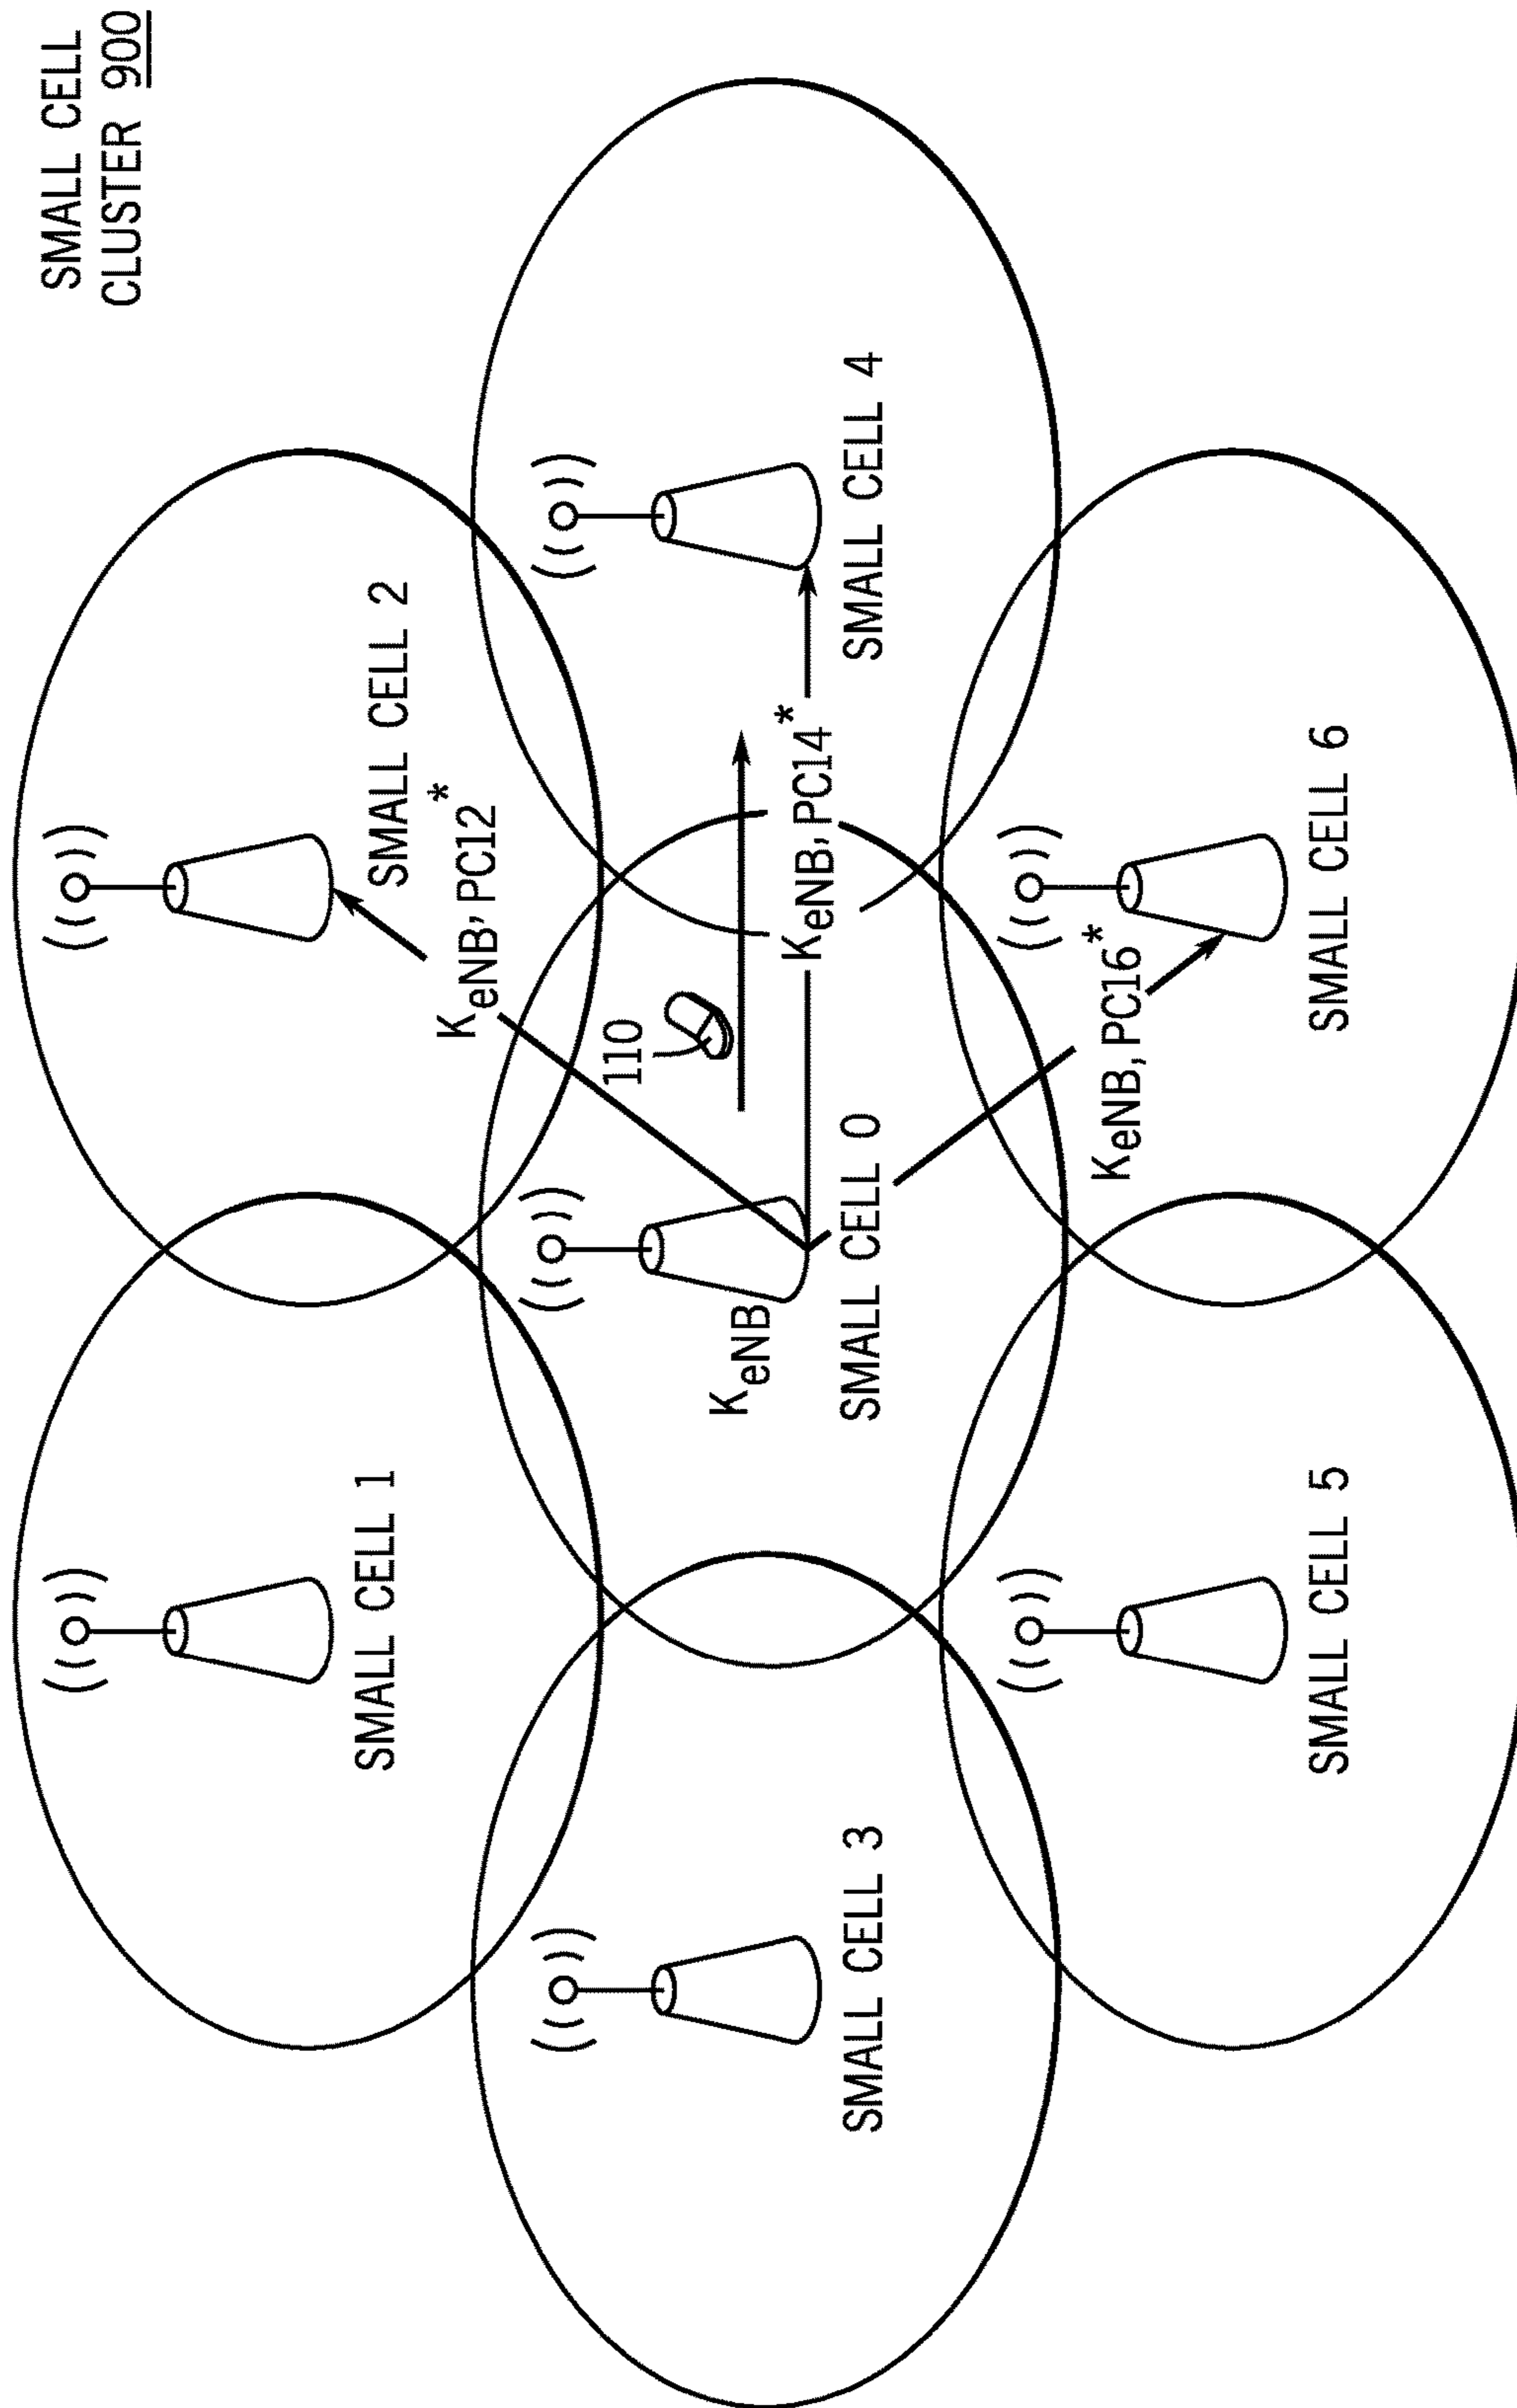 SMALL CELL
CLUSTER 900
SMALL CELL 1
SMALL CELL 2
KeNB,PC12*
SMALL CELL 3
KeNB
SMALL CELL 0
110
KeNB,PC14*
SMALL CELL 4
SMALL CELL 5
KeNB,PC16*
SMALL CELL 6